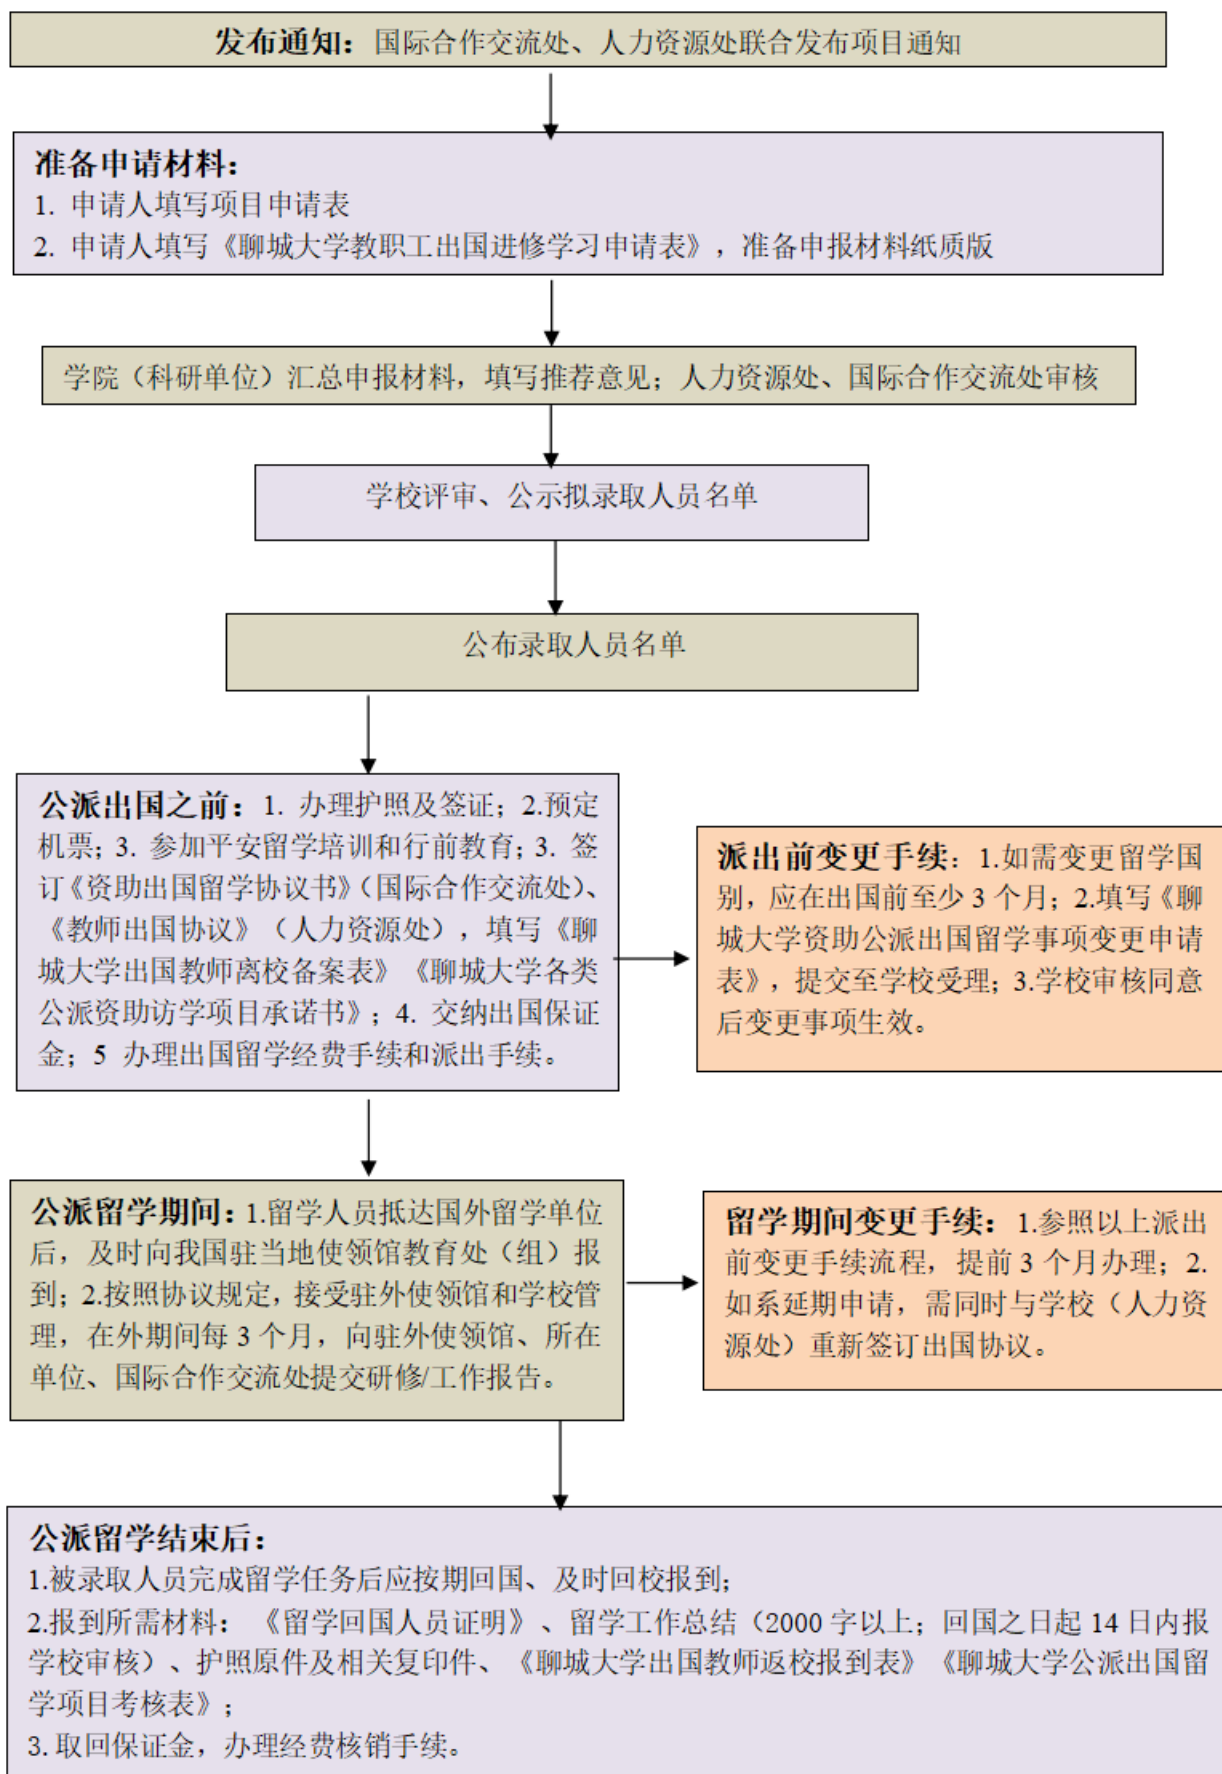 发布通知：国际合作交流处、人力资源处联合发布项目通知
准备申请材料：
1. 申请人填写项目申请表
2. 申请人填写《聊城大学教职工出国进修学习申请表》，准备申报材料纸质版
学院（科研单位）汇总申报材料，填写推荐意见；人力资源处、国际合作交流处审核
学校评审、公示拟录取人员名单
公布录取人员名单
公派出国之前：1. 办理护照及签证；2.预定
机票；3. 参加平安留学培训和行前教育；3. 签
订《资助出国留学协议书》（国际合作交流处）、
《教师出国协议》（人力资源处），填写《聊
城大学出国教师离校备案表》《聊城大学各类
公派资助访学项目承诺书》；4. 交纳出国保证
金；5 办理出国留学经费手续和派出手续。
派出前变更手续：1.如需变更留学国
别，应在出国前至少 3 个月；2.填写《聊
城大学资助公派出国留学事项变更申请
表》，提交至学校受理；3.学校审核同意
后变更事项生效。
公派留学期间：1.留学人员抵达国外留学单位
后，及时向我国驻当地使领馆教育处（组）报
到；2.按照协议规定，接受驻外使领馆和学校管
理，在外期间每 3 个月，向驻外使领馆、所在
单位、国际合作交流处提交研修/工作报告。
留学期间变更手续：1.参照以上派出
前变更手续流程，提前 3 个月办理；2.
如系延期申请，需同时与学校（人力资
源处）重新签订出国协议。
公派留学结束后：
1.被录取人员完成留学任务后应按期回国、及时回校报到；
2.报到所需材料：《留学回国人员证明》、留学工作总结（2000 字以上；回国之日起 14 日内报
学校审核）、护照原件及相关复印件、《聊城大学出国教师返校报到表》《聊城大学公派出国留
学项目考核表》；
3.取回保证金，办理经费核销手续。